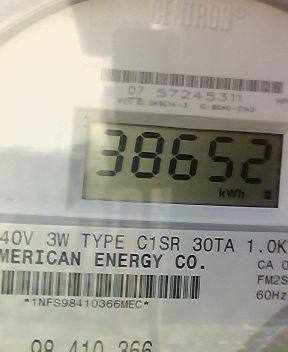 CENTRON®
07 57245311
38652
kWh
40V 3W TYPE C1SR 30TA 1.0K
MERICAN ENERGY CO.
CA 0
FM2S
60Hz
*1NFS98410366MEC*
98 410 366